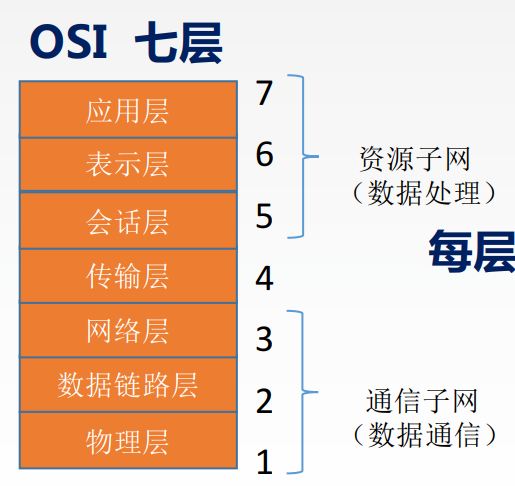 OSI 七层
应用层 7
表示层 6
会话层 5
传输层 4
网络层 3
数据链路层 2
物理层 1
资源子网
（数据处理）
每层
通信子网
（数据通信）